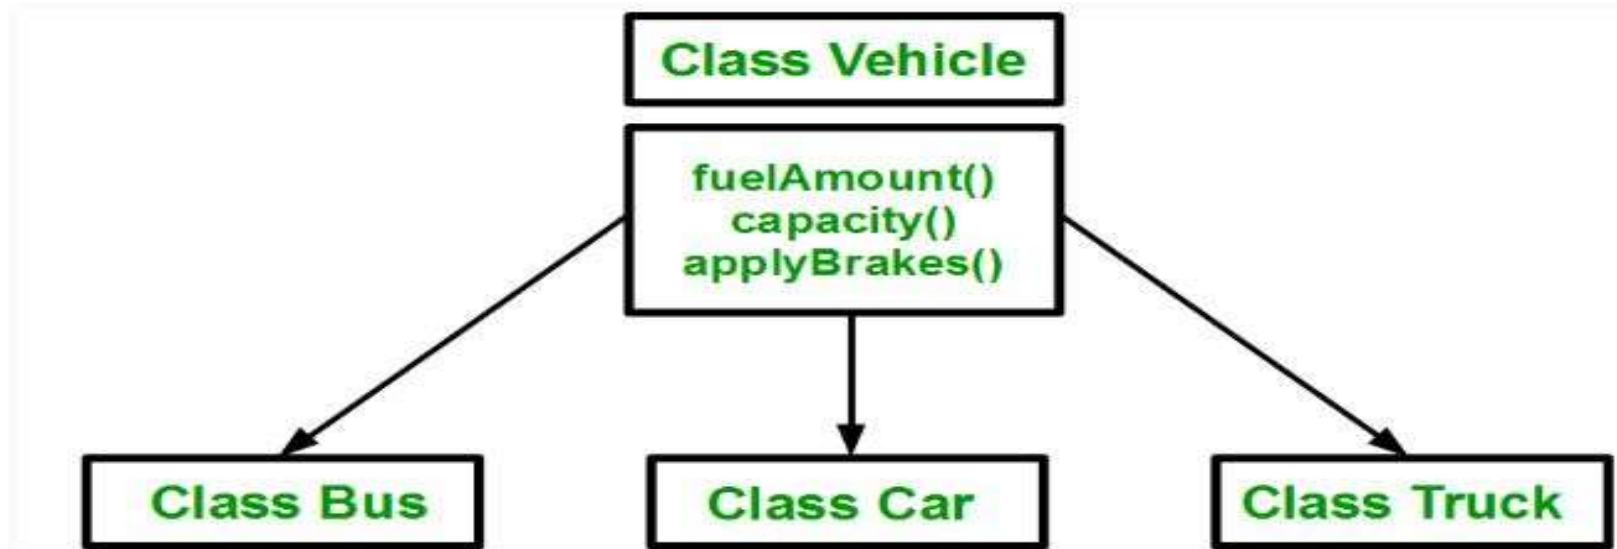 Class Vehicle
fuelAmount()
capacity()
applyBrakes()
Class Bus
Class Car
Class Truck